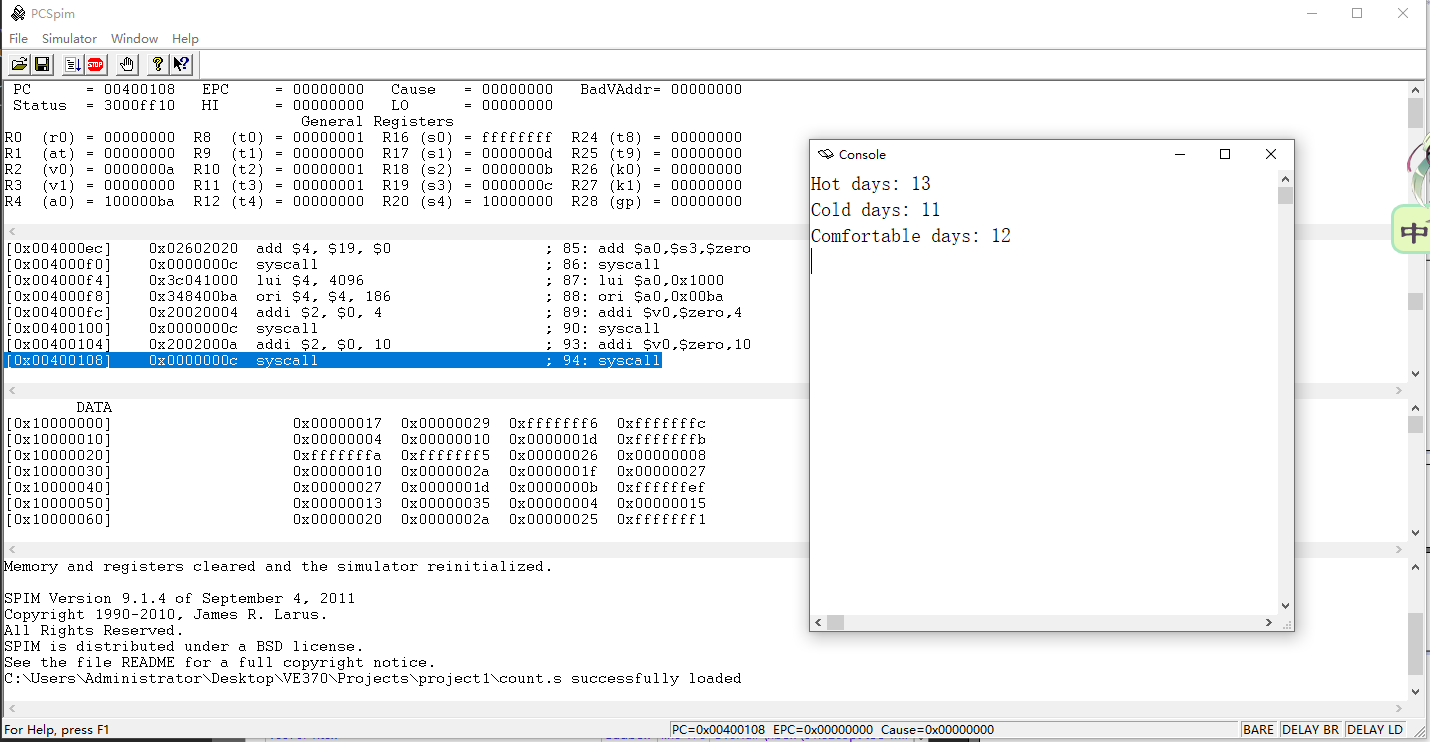 PCSpim
File Simulator Window Help
PC = 00400108 EPC = 00000000 Cause = 00000000 BadVAddr= 00000000
Status = 3000ff10 HI = 00000000 LO = 00000000
General Registers
R0 (r0) = 00000000 R8 (t0) = 00000001 R16 (s0) = ffffffff R24 (t8) = 00000000
R1 (at) = 00000000 R9 (t1) = 00000000 R17 (s1) = 0000000d R25 (t9) = 00000000
R2 (v0) = 0000000a R10 (t2) = 00000001 R18 (s2) = 0000000b R26 (k0) = 00000000
R3 (v1) = 00000000 R11 (t3) = 00000001 R19 (s3) = 0000000c R27 (k1) = 00000000
R4 (a0) = 100000ba R12 (t4) = 00000000 R20 (s4) = 10000000 R28 (gp) = 00000000
[0x004000ec] 0x02602020 add $4, $19, $0 ; 85: add $a0,$s3,$zero
[0x004000f0] 0x0000000c syscall ; 86: syscall
[0x004000f4] 0x3c041000 lui $4, 4096 ; 87: lui $a0,0x1000
[0x004000f8] 0x348400ba ori $4, $4, 186 ; 88: ori $a0,0x00ba
[0x004000fc] 0x20020004 addi $2, $0, 4 ; 89: addi $v0,$zero,4
[0x00400100] 0x0000000c syscall ; 90: syscall
[0x00400104] 0x2002000a addi $2, $0, 10 ; 93: addi $v0,$zero,10
[0x00400108] 0x0000000c syscall ; 94: syscall
DATA
[0x10000000] 0x00000017 0x00000029 0xfffffff6 0xfffffffc
[0x10000010] 0x00000004 0x00000010 0x0000001d 0xfffffffb
[0x10000020] 0xfffffffa 0xfffffff5 0x00000026 0x00000008
[0x10000030] 0x00000010 0x0000002a 0x0000001f 0x00000027
[0x10000040] 0x00000027 0x0000001d 0x0000000b 0xffffffef
[0x10000050] 0x00000013 0x00000035 0x00000004 0x00000015
[0x10000060] 0x00000020 0x0000002a 0x00000025 0xfffffff1
Memory and registers cleared and the simulator reinitialized.
SPIM Version 9.1.4 of September 4, 2011
Copyright 1990-2010, James R. Larus.
All Rights Reserved.
SPIM is distributed under a BSD license.
See the file README for a full copyright notice.
C:\Users\Administrator\Desktop\VE370\Projects\project1\count.s successfully loaded
Console
Hot days: 13
Cold days: 11
Comfortable days: 12
中
STOP
For Help, press F1
PC=0x00400108 EPC=0x00000000 Cause=0x00000000
BARE DELAY BR DELAY LD